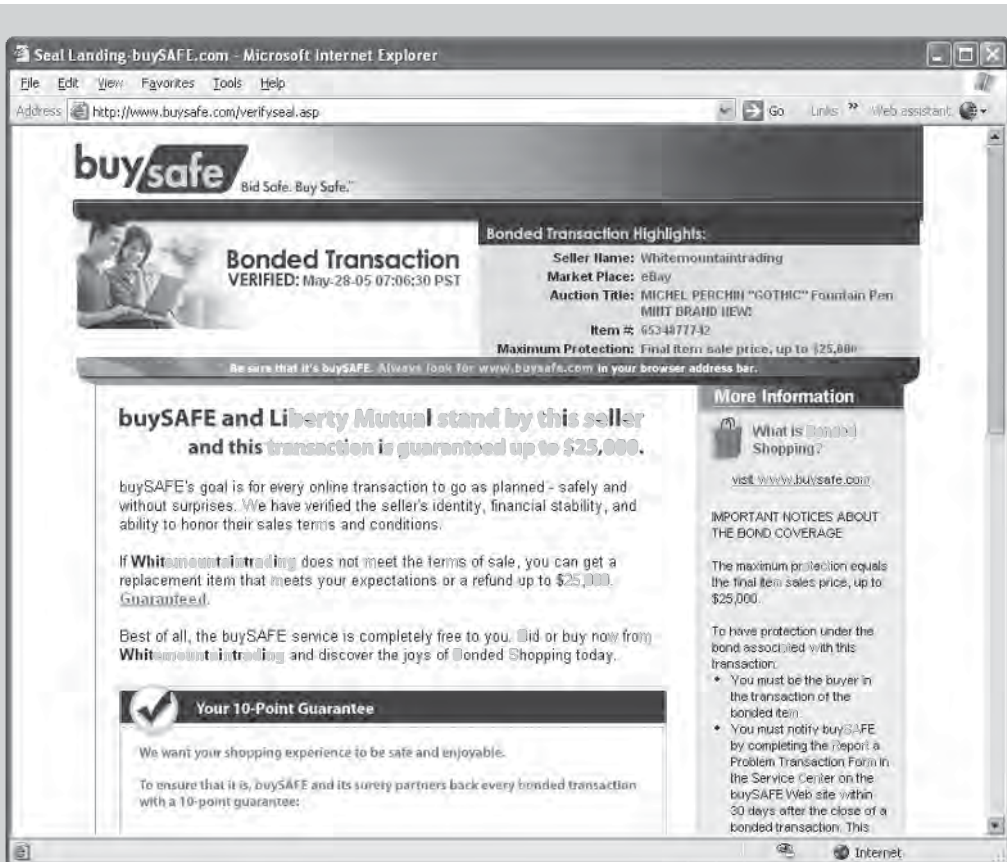 Seal Landing-buySAFE.com - Microsoft Internet Explorer
File Edit View Favorites Tools Help
Address http://www.buysafe.com/verifyseal.asp Go Links » Web assistant
buysafe Bid Safe. Buy Safe.™
Bonded Transaction
VERIFIED: May-28-05 07:06:30 PST
Bonded Transaction Highlights:
Seller Name: Whitemountaintrading
Market Place: eBay
Auction Title: MICHEL PERCHIN "GOTHIC" Fountain Pen
MINT BRAND NEW!
Item #: 6534877742
Maximum Protection: Final item sale price, up to $25,000
Be sure that it's buySAFE. Always look for www.buysafe.com in your browser address bar.
buySAFE and Liberty Mutual stand by this seller
and this transaction is guaranteed up to $25,000.
buySAFE's goal is for every online transaction to go as planned - safely and
without surprises. We have verified the seller's identity, financial stability, and
ability to honor their sales terms and conditions.
If Whitemountaintrading does not meet the terms of sale, you can get a
replacement item that meets your expectations or a refund up to $25,000.
Guaranteed.
Best of all, the buySAFE service is completely free to you. Bid or buy now from
Whitemountaintrading and discover the joys of Bonded Shopping today.
Your 10-Point Guarantee
We want your shopping experience to be safe and enjoyable.
To ensure that it is, buySAFE and its surety partners back every bonded transaction
with a 10-point guarantee:
More Information
What is Bonded
Shopping?
visit www.buysafe.com
IMPORTANT NOTICES ABOUT
THE BOND COVERAGE
The maximum protection equals
the final item sales price, up to
$25,000.
To have protection under the
bond associated with this
transaction:
• You must be the buyer in
the transaction of the
bonded item
• You must notify buySAFE
by completing the Report a
Problem Transaction Form in
the Service Center on the
buySAFE Web site within
30 days after the close of a
bonded transaction. This
Internet